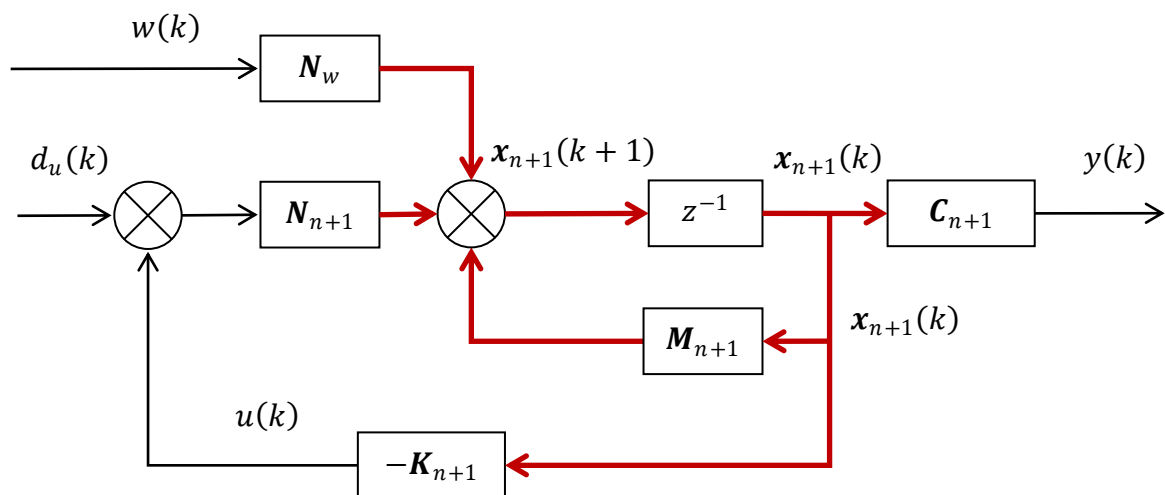 w(k)
𝑵_w
d_u(k)
𝒙_{n+1}(k + 1)
𝒙_{n+1}(k)
y(k)
𝑵_{n+1}
z^{-1}
𝑪_{n+1}
𝒙_{n+1}(k)
𝑴_{n+1}
u(k)
−𝑲_{n+1}